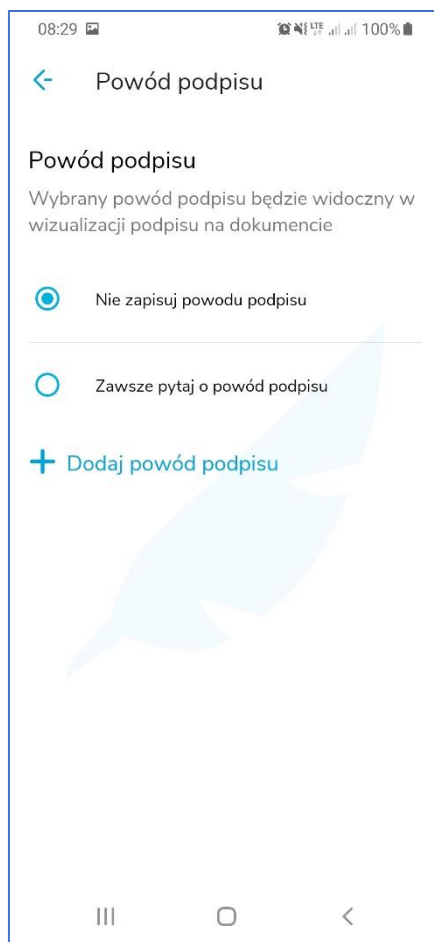 08:29 LTE 100%
Powód podpisu
Powód podpisu
Wybrany powód podpisu będzie widoczny w
wizualizacji podpisu na dokumencie
Nie zapisuj powodu podpisu
Zawsze pytaj o powód podpisu
Dodaj powód podpisu